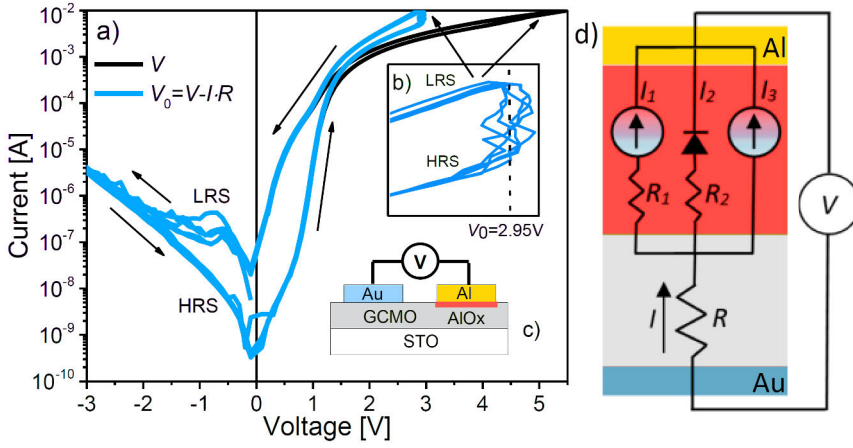 a)
V
V₀=V-I·R
b)
LRS
HRS
V₀=2.95V
LRS
HRS
V
Au
Al
GCMO
AlOx
STO
c)
10⁻²
10⁻³
10⁻⁴
10⁻⁵
10⁻⁶
10⁻⁷
10⁻⁸
10⁻⁹
10⁻¹⁰
Current [A]
-3
-2
-1
0
1
2
3
4
5
Voltage [V]
d)
Al
I₁
I₂
I₃
R₁
R₂
V
I
R
Au